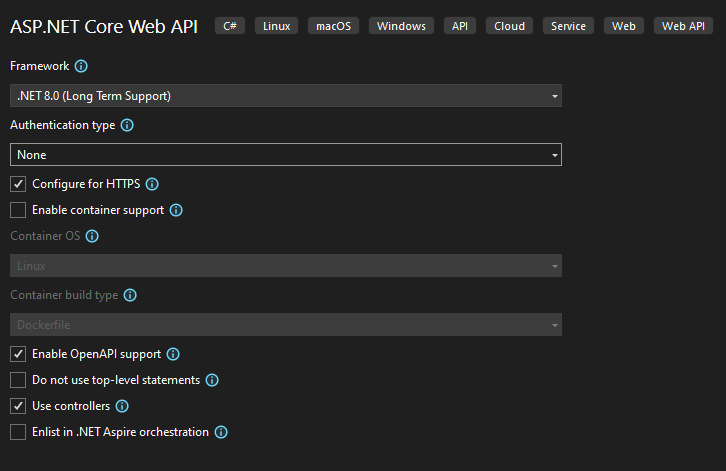 ASP.NET Core Web API C# Linux macOS Windows API Cloud Service Web Web API
Framework
.NET 8.0 (Long Term Support)
Authentication type
None
Configure for HTTPS
Enable container support
Container OS
Linux
Container build type
Dockerfile
Enable OpenAPI support
Do not use top-level statements
Use controllers
Enlist in .NET Aspire orchestration